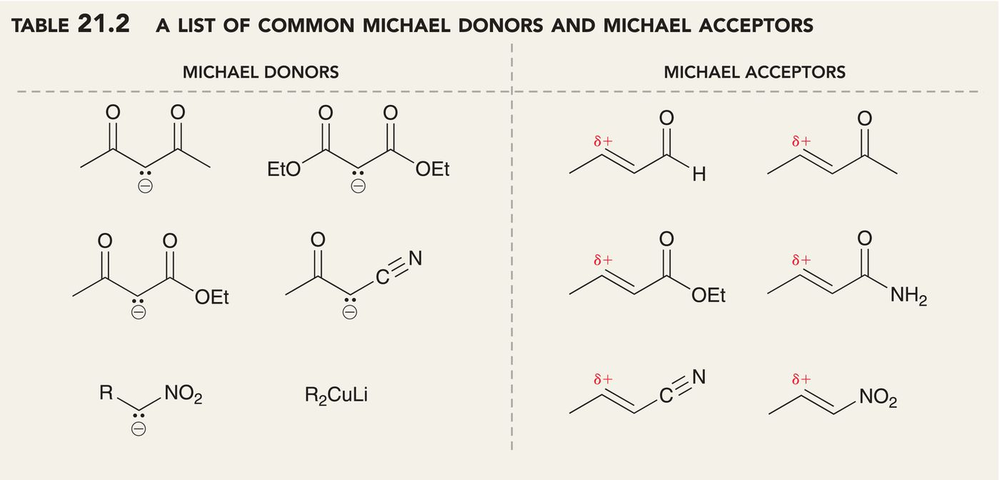 TABLE 21.2 A LIST OF COMMON MICHAEL DONORS AND MICHAEL ACCEPTORS
MICHAEL DONORS
MICHAEL ACCEPTORS
O O
O O
EtO OEt
⊖
⊖
δ+ O
H
δ+ O
O O
OEt
⊖
O
C N
⊖
δ+ O
OEt
δ+ O
NH₂
R NO₂
⊖
R₂CuLi
δ+
C N
δ+
NO₂